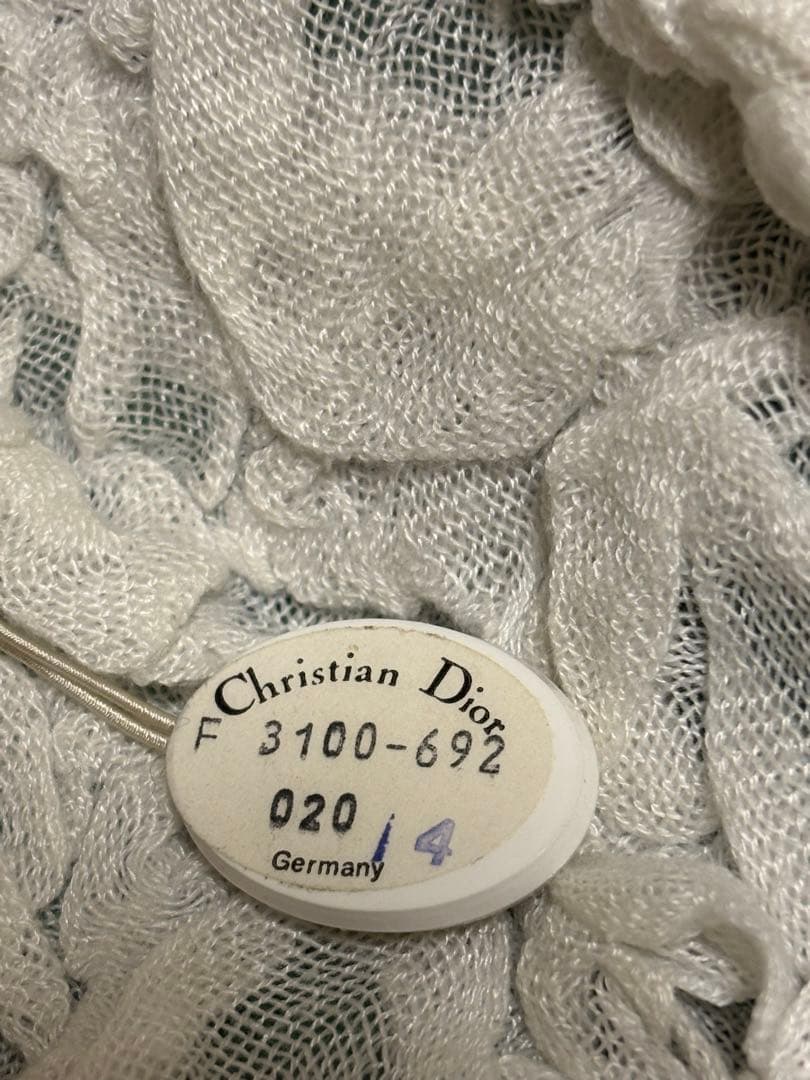 Christian Dior
F 3100-692
020 / 4
Germany